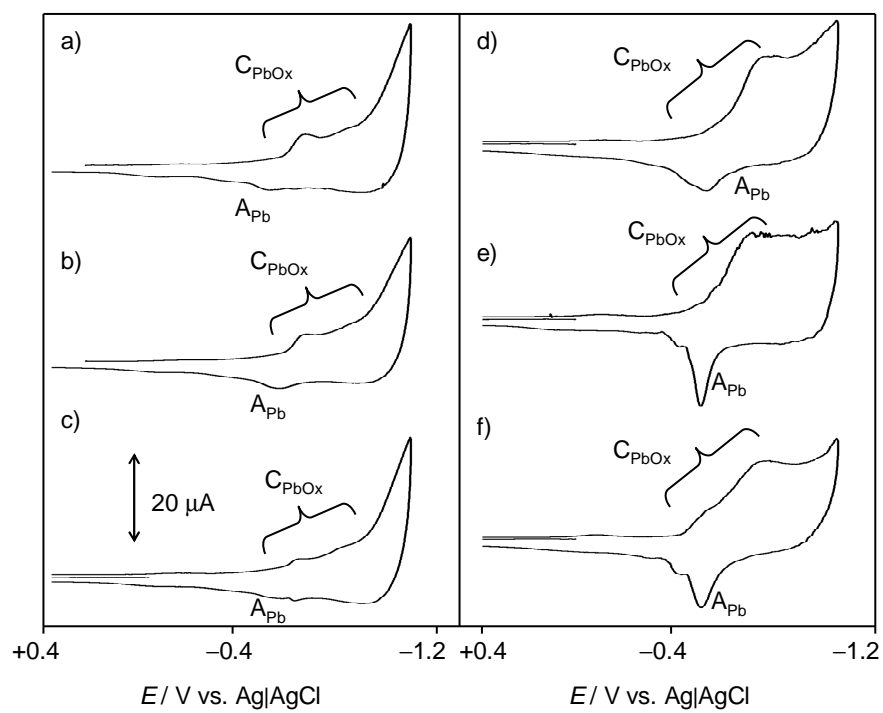 a)
C_PbOx
A_Pb
b)
C_PbOx
A_Pb
c)
C_PbOx
20 μA
A_Pb
+0.4 −0.4 −1.2
E / V vs. Ag|AgCl
d)
C_PbOx
A_Pb
e)
C_PbOx
A_Pb
f)
C_PbOx
A_Pb
+0.4 −0.4 −1.2
E / V vs. Ag|AgCl